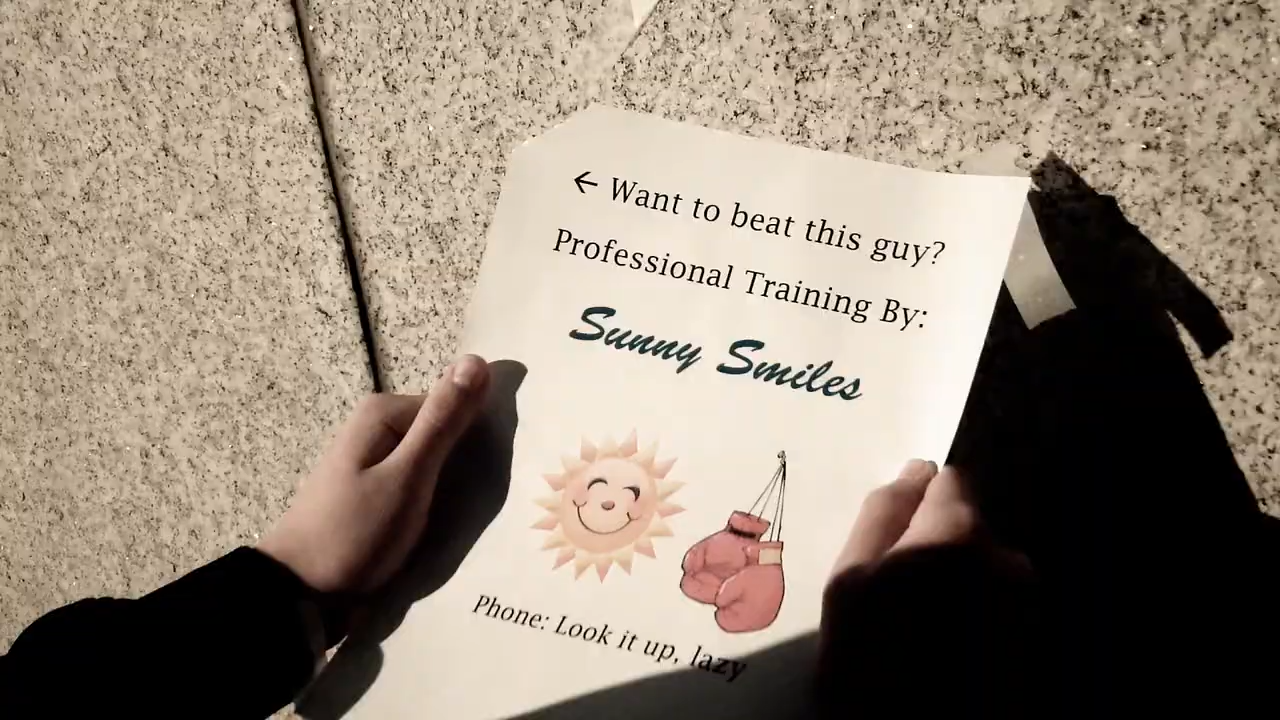 ← Want to beat this guy?
Professional Training By:
Sunny Smiles
Phone: Look it up, lazy